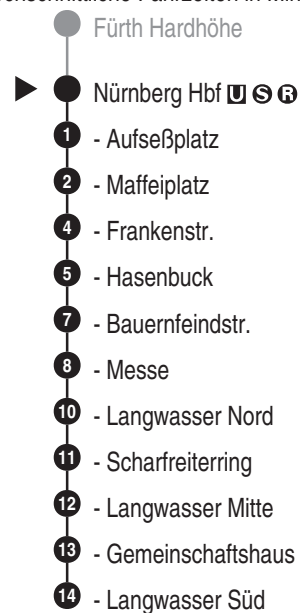 Fürth Hardhöhe
Nürnberg Hbf U S R
1 - Aufseßplatz
2 - Maffeiplatz
4 - Frankenstr.
5 - Hasenbuck
7 - Bauernfeindstr.
8 - Messe
10 - Langwasser Nord
11 - Scharfreiterring
12 - Langwasser Mitte
13 - Gemeinschaftshaus
14 - Langwasser Süd